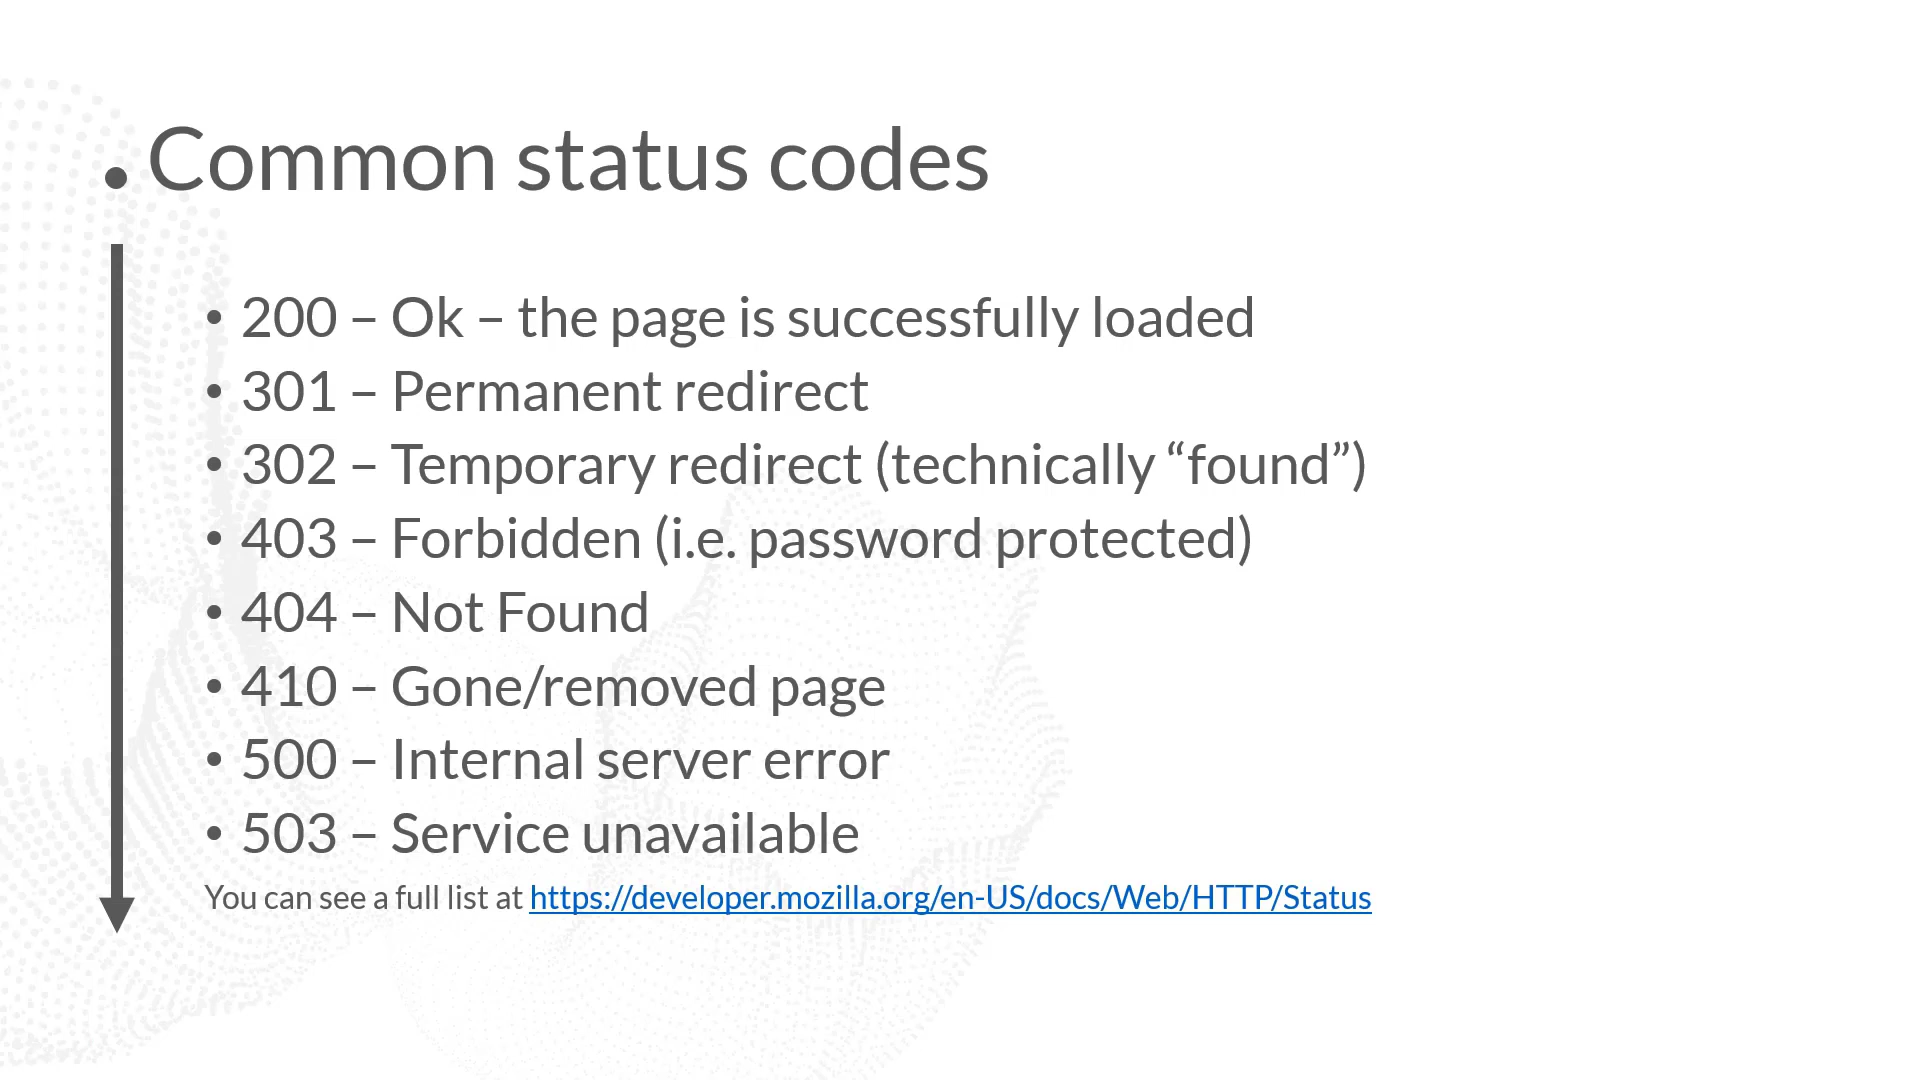 Common status codes
• 200 – Ok – the page is successfully loaded
• 301 – Permanent redirect
• 302 – Temporary redirect (technically “found”)
• 403 – Forbidden (i.e. password protected)
• 404 – Not Found
• 410 – Gone/removed page
• 500 – Internal server error
• 503 – Service unavailable
You can see a full list at https://developer.mozilla.org/en-US/docs/Web/HTTP/Status